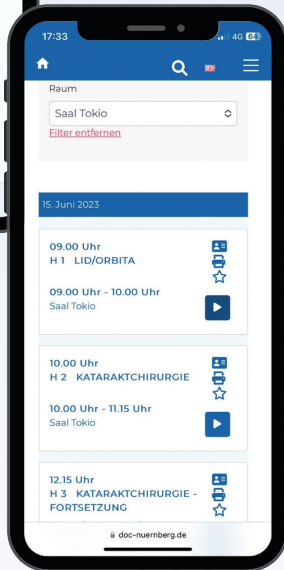 17:33
4G 64
Raum
Saal Tokio
Filter entfernen
15. Juni 2023
09.00 Uhr
H 1 LID/ORBITA
09.00 Uhr - 10.00 Uhr
Saal Tokio
10.00 Uhr
H 2 KATARAKTCHIRURGIE
10.00 Uhr - 11.15 Uhr
Saal Tokio
12.15 Uhr
H 3 KATARAKTCHIRURGIE -
FORTSETZUNG
doc-nuernberg.de